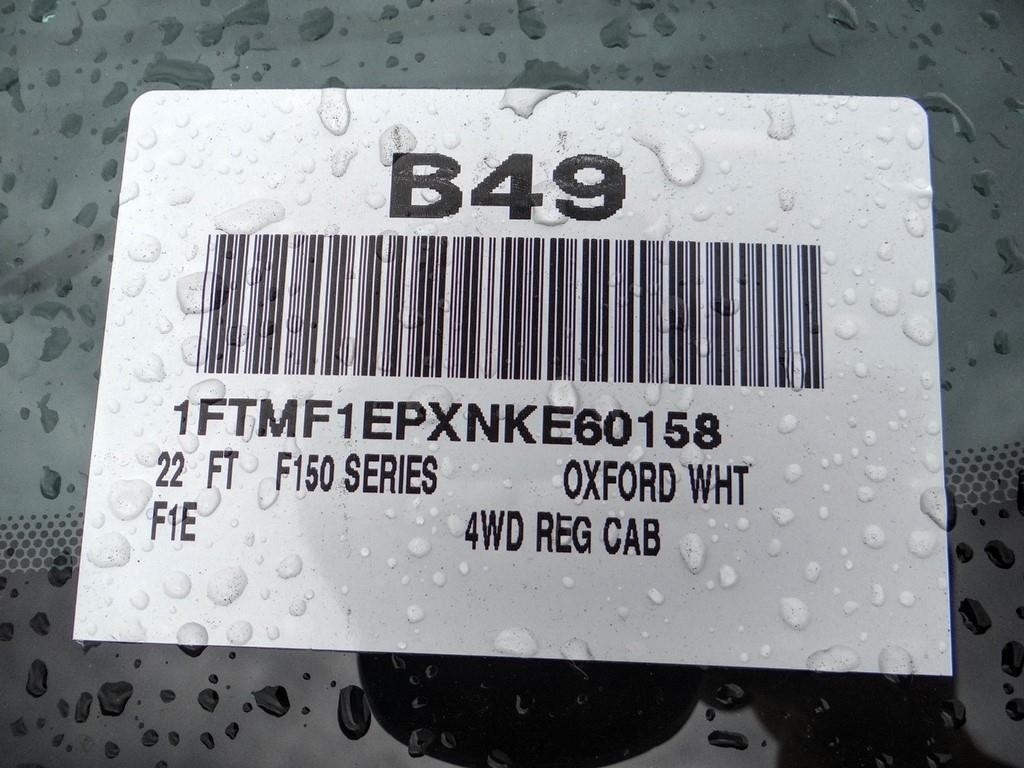 B49
1FTMF1EPXNKE60158
22 FT F150 SERIES OXFORD WHT
F1E 4WD REG CAB